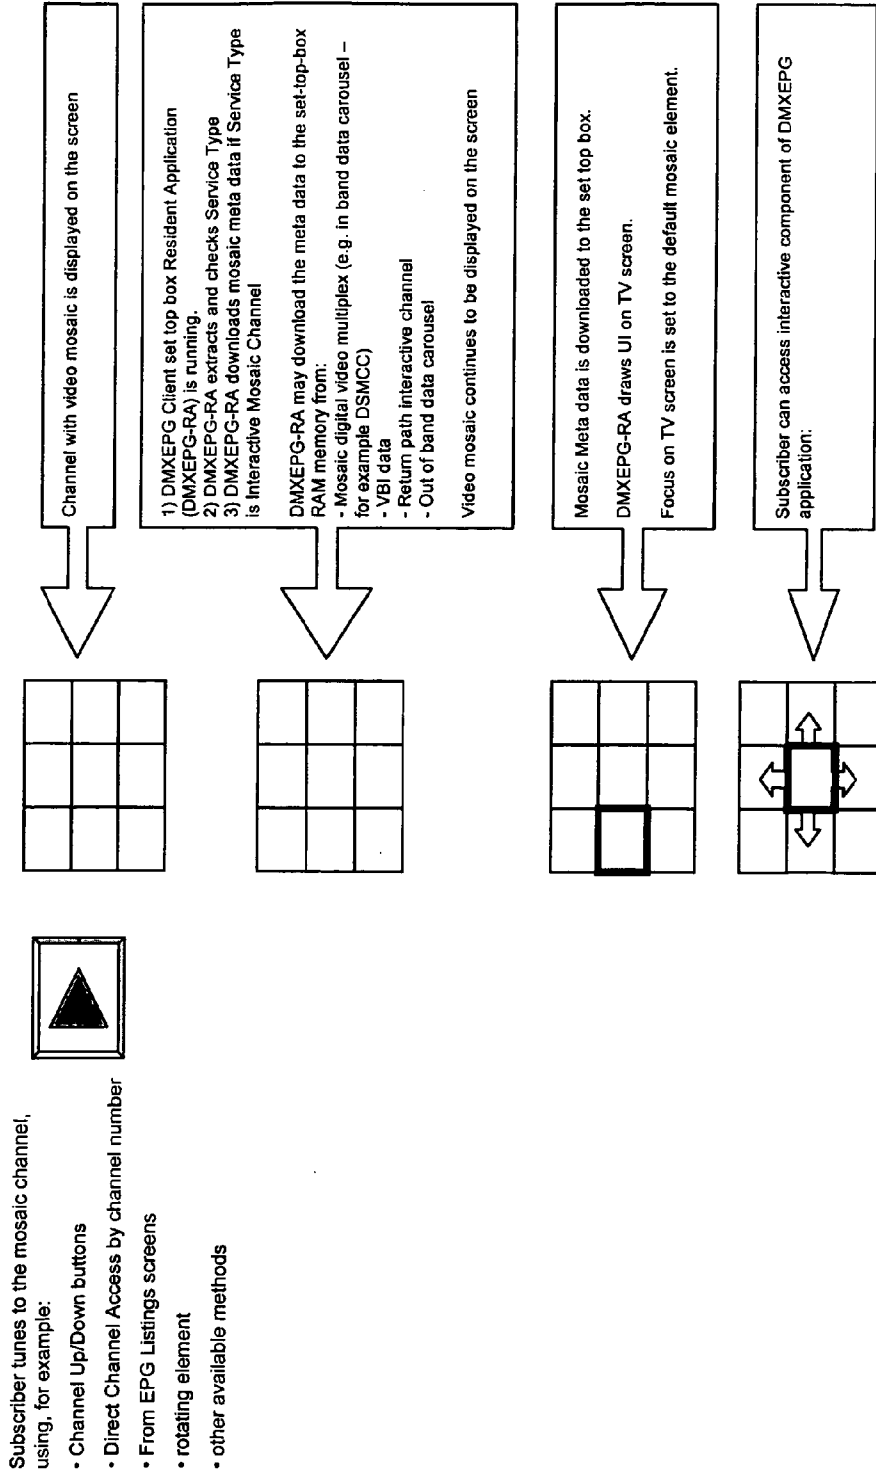 Subscriber tunes to the mosaic channel,
using, for example:
• Channel Up/Down buttons
• Direct Channel Access by channel number
• From EPG Listings screens
• rotating element
• other available methods
Channel with video mosaic is displayed on the screen
1) DMXEPG Client set top box Resident Application
(DMXEPG-RA) is running.
2) DMXEPG-RA extracts and checks Service Type
3) DMXEPG-RA downloads mosaic meta data if Service Type
is Interactive Mosaic Channel
DMXEPG-RA may download the meta data to the set-top-box
RAM memory from:
- Mosaic digital video multiplex (e.g. in band data carousel –
for example DSMCC)
- VBI data
- Return path interactive channel
- Out of band data carousel
Video mosaic continues to be displayed on the screen
Mosaic Meta data is downloaded to the set top box.
DMXEPG-RA draws UI on TV screen.
Focus on TV screen is set to the default mosaic element.
Subscriber can access interactive component of DMXEPG
application: